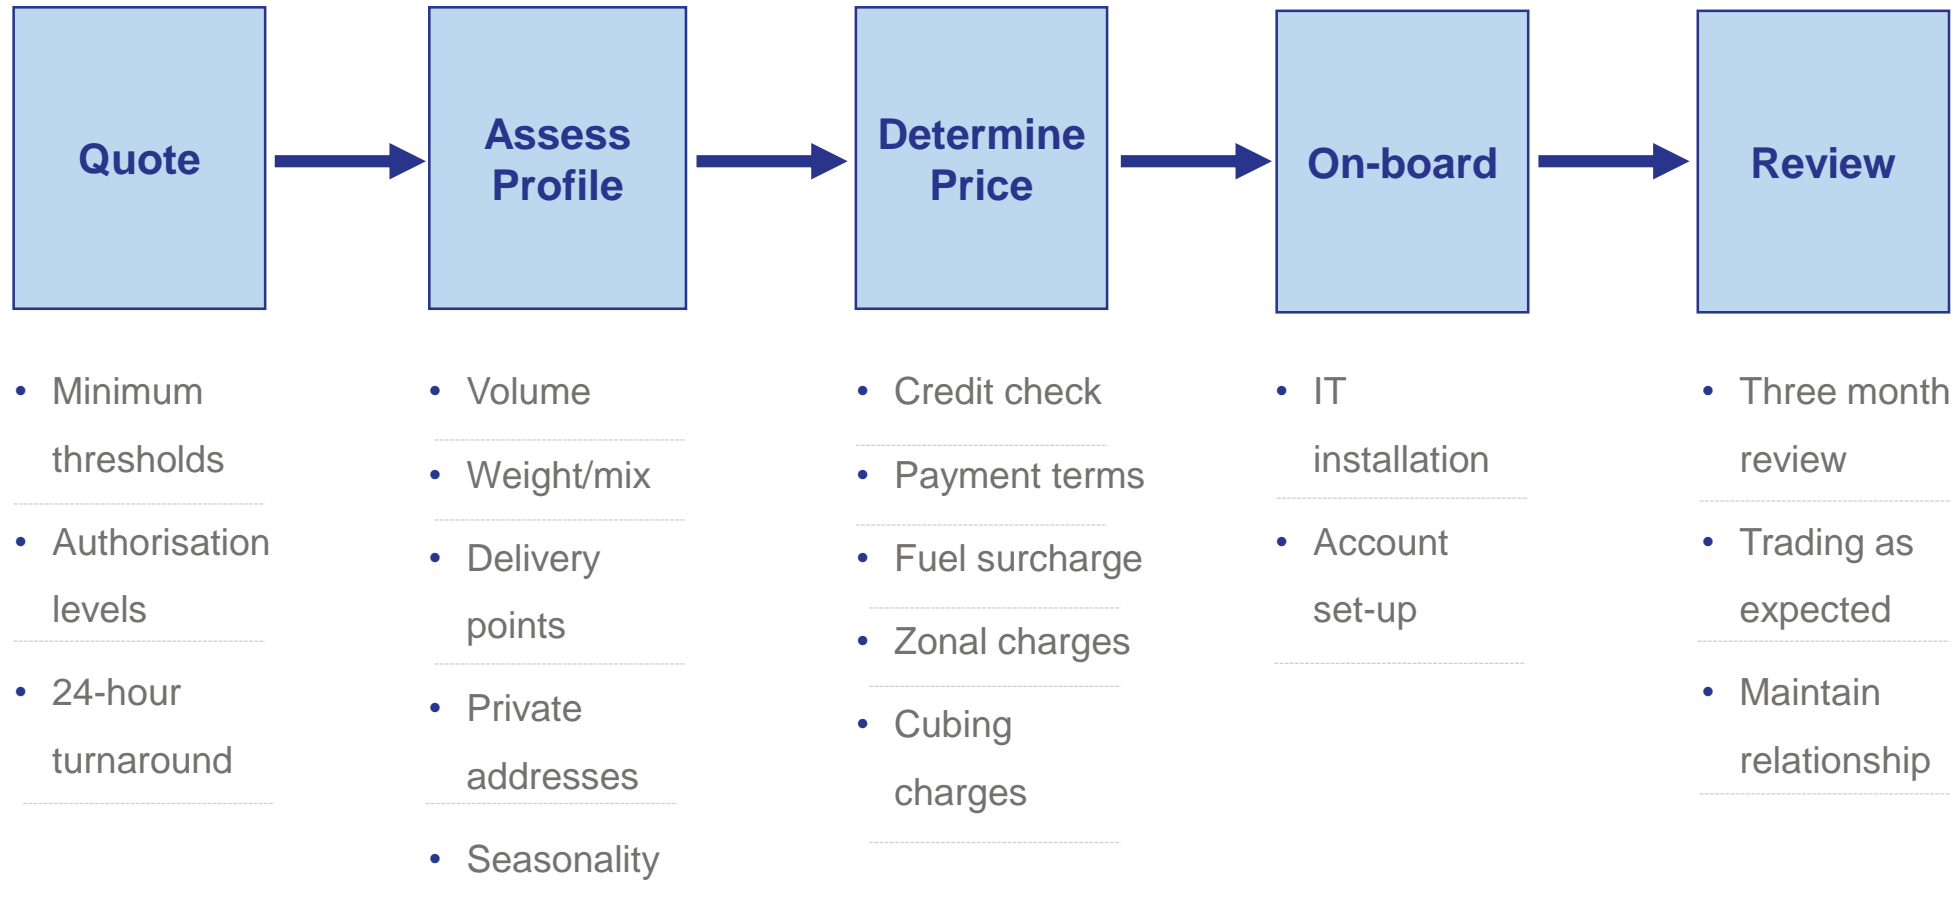 Quote
Assess
Profile
Determine
Price
On-board
Review
• Minimum
thresholds
• Authorisation
levels
• 24-hour
turnaround
• Volume
• Weight/mix
• Delivery
points
• Private
addresses
• Seasonality
• Credit check
• Payment terms
• Fuel surcharge
• Zonal charges
• Cubing
charges
• IT
installation
• Account
set-up
• Three month
review
• Trading as
expected
• Maintain
relationship